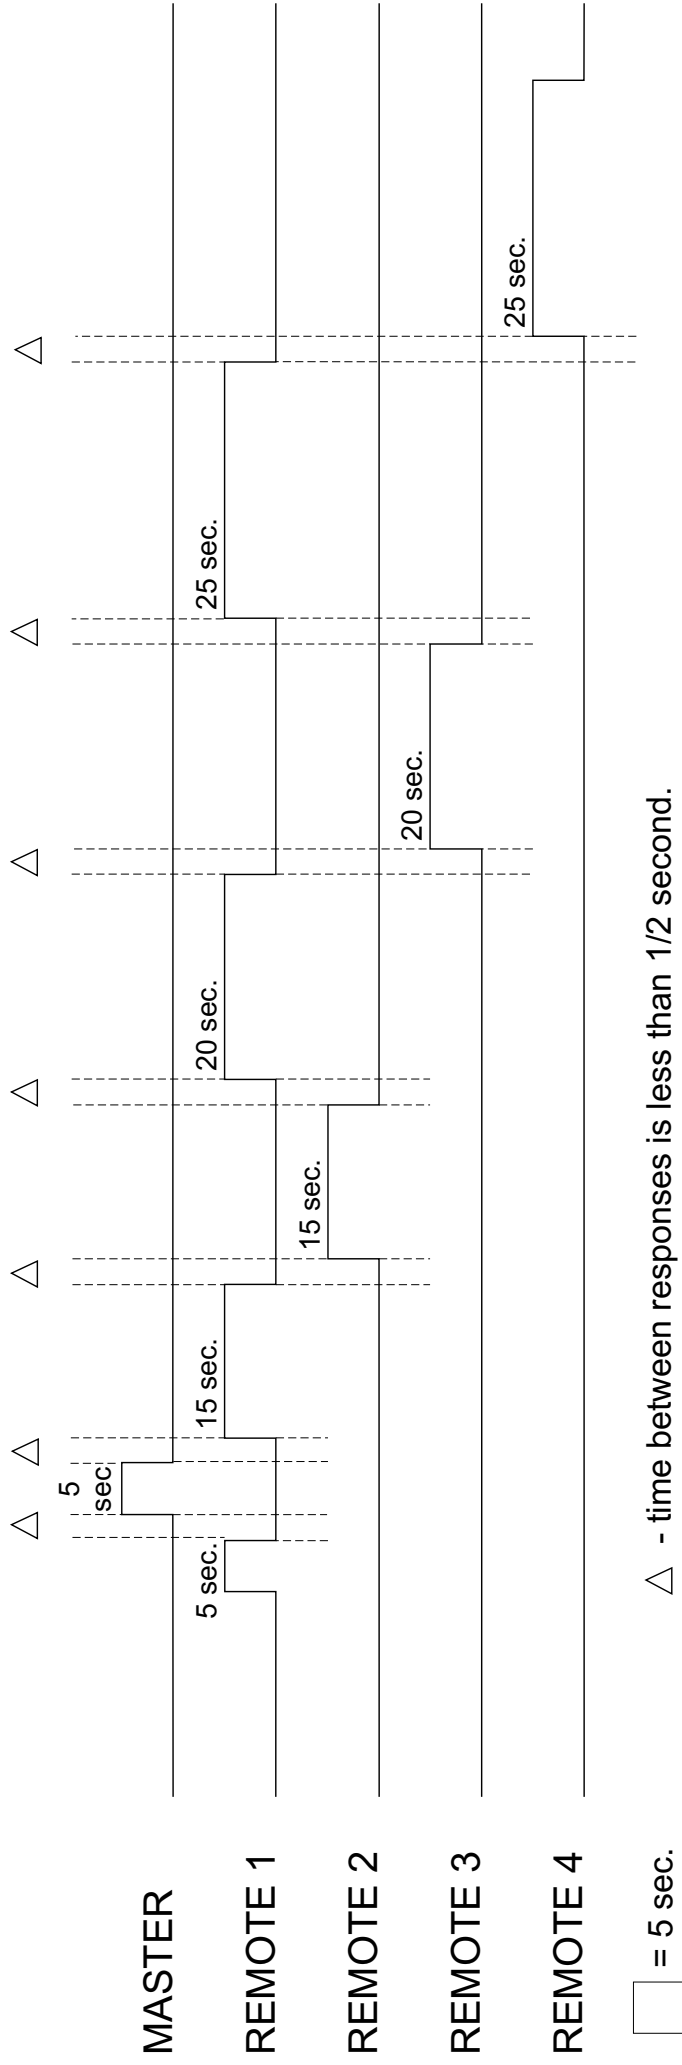 MASTER
5
sec
REMOTE 1
5 sec.
15 sec.
20 sec.
25 sec.
REMOTE 2
15 sec.
REMOTE 3
20 sec.
REMOTE 4
25 sec.
= 5 sec.
△ - time between responses is less than 1/2 second.